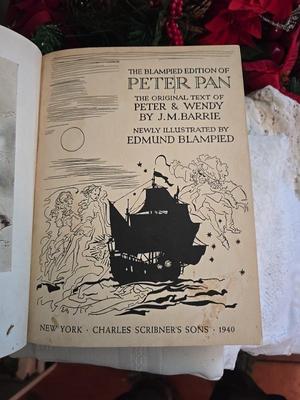 THE BLAMPIED EDITION OF
PETER PAN
THE ORIGINAL TEXT OF
PETER & WENDY
BY J.M. BARRIE
NEWLY ILLUSTRATED BY
EDMUND BLAMPIED
NEW YORK · CHARLES SCRIBNER'S SONS · 1940